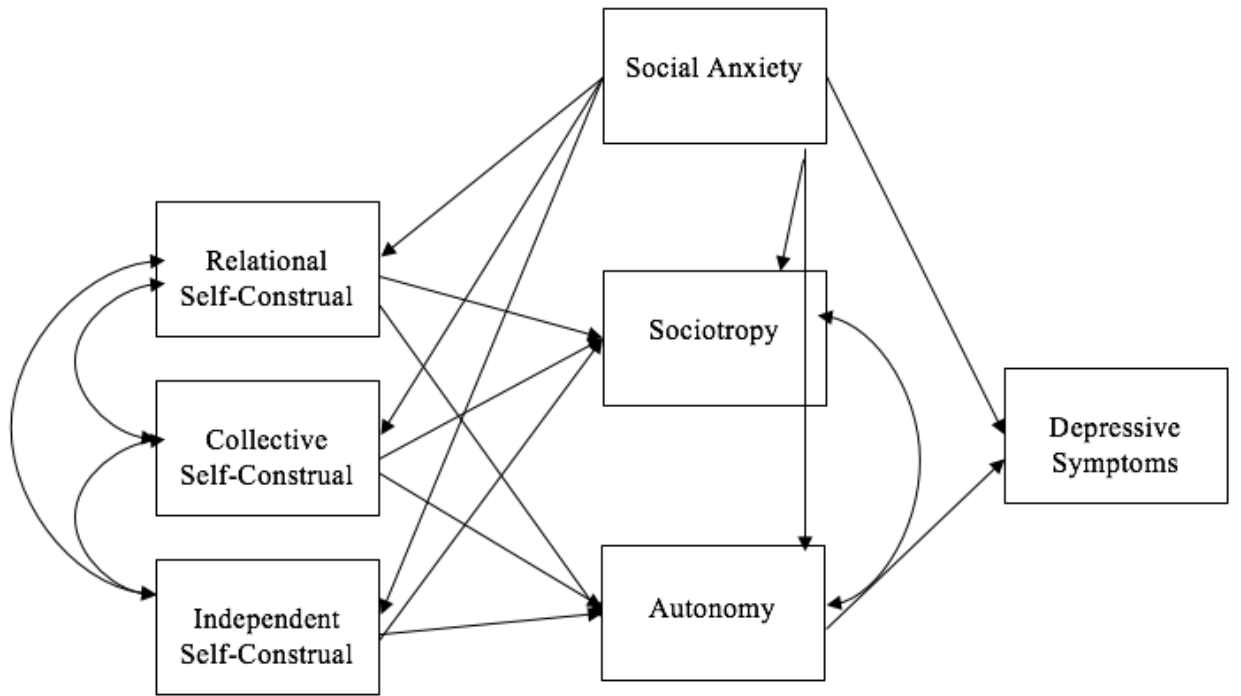 Social Anxiety
Relational
Self-Construal
Sociotropy
Collective
Self-Construal
Depressive
Symptoms
Independent
Self-Construal
Autonomy